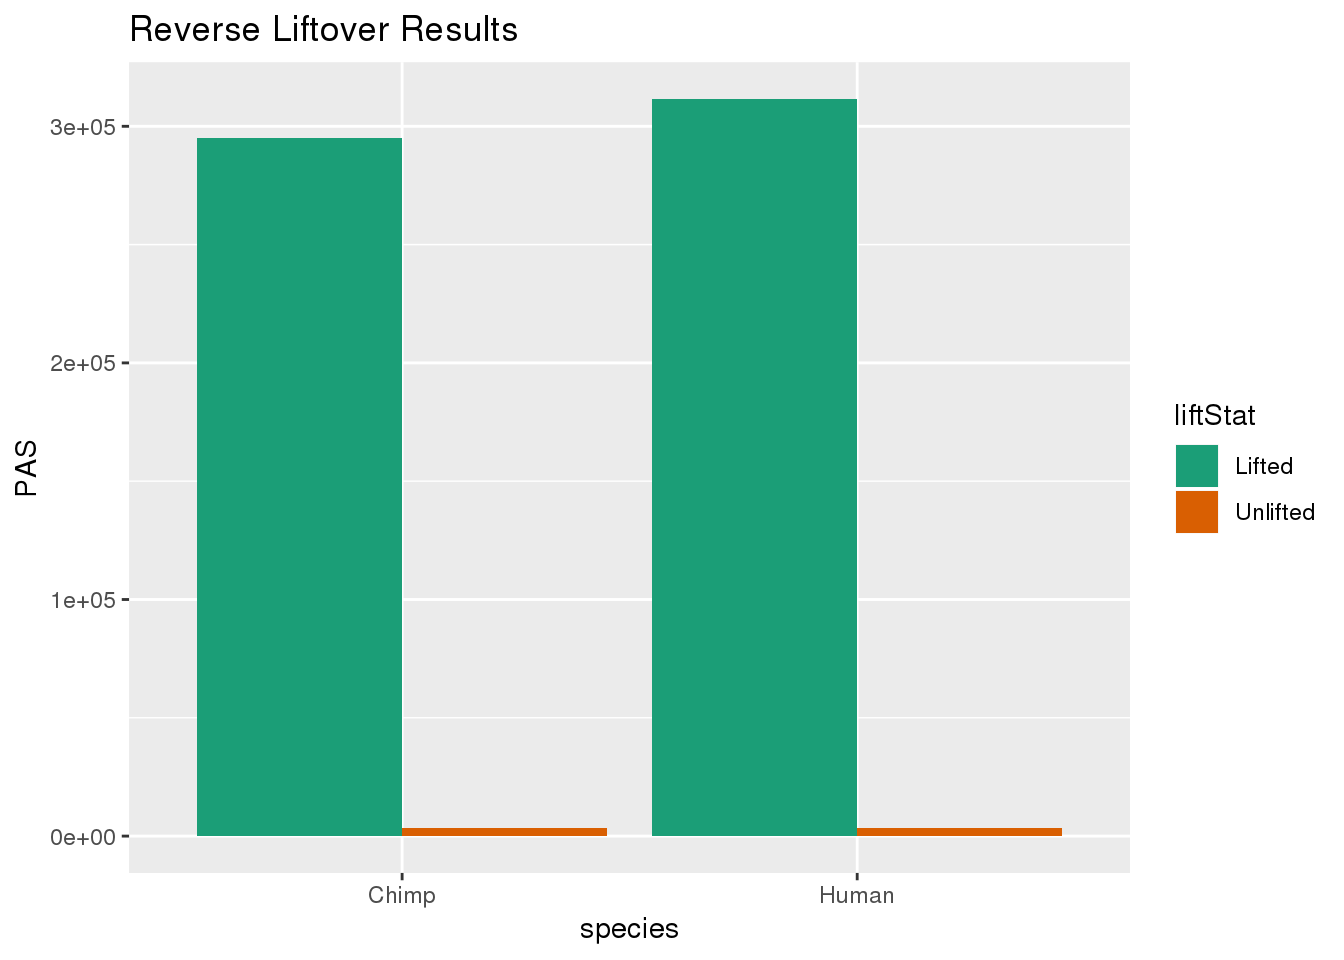 Reverse Liftover Results
3e+05
2e+05
1e+05
0e+00
PAS
Chimp
Human
species
liftStat
Lifted
Unlifted